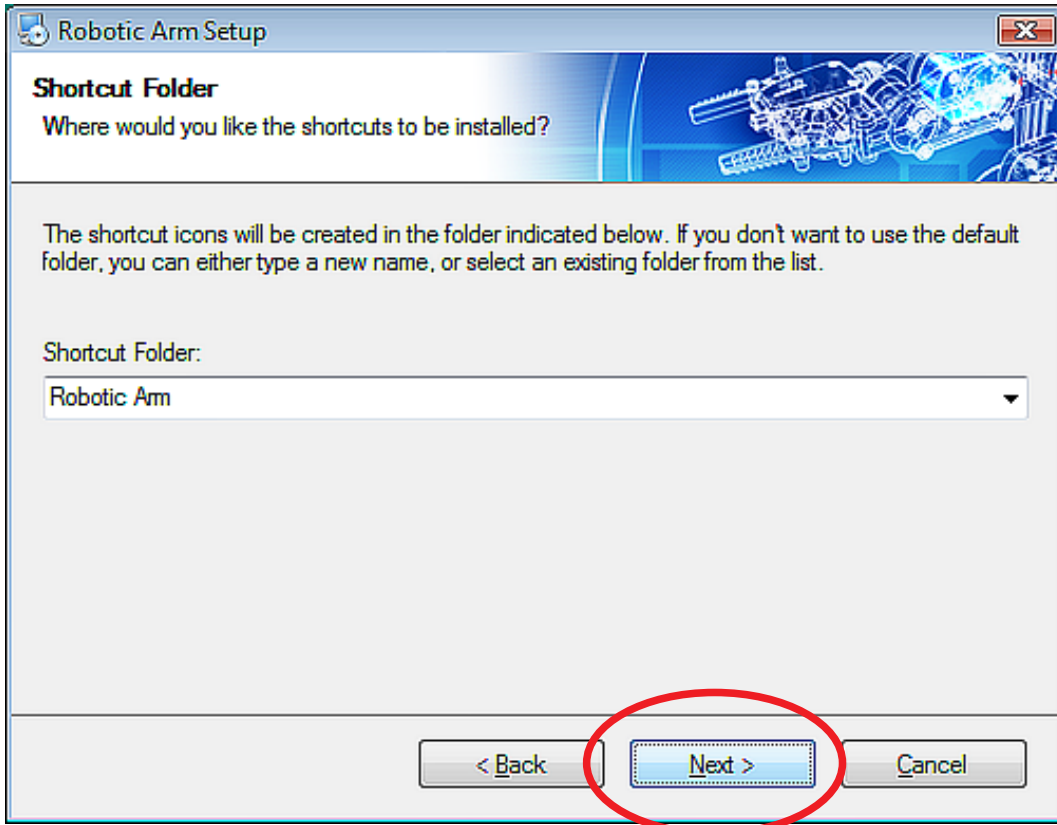 Robotic Arm Setup
Shortcut Folder
Where would you like the shortcuts to be installed?
The shortcut icons will be created in the folder indicated below. If you don't want to use the default
folder, you can either type a new name, or select an existing folder from the list.
Shortcut Folder:
Robotic Arm
< Back
Next >
Cancel